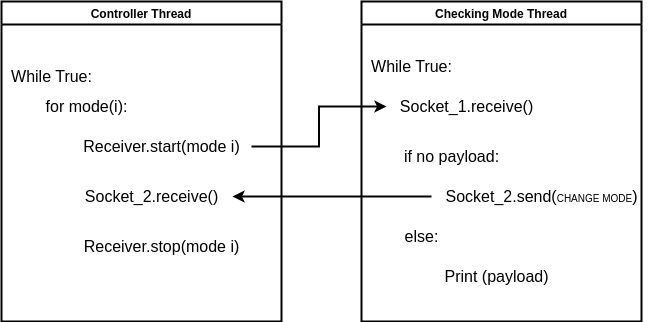 Controller Thread
While True:
for mode(i):
Receiver.start(mode i)
Socket_2.receive()
Receiver.stop(mode i)
Checking Mode Thread
While True:
Socket_1.receive()
if no payload:
Socket_2.send(CHANGE MODE)
else:
Print (payload)